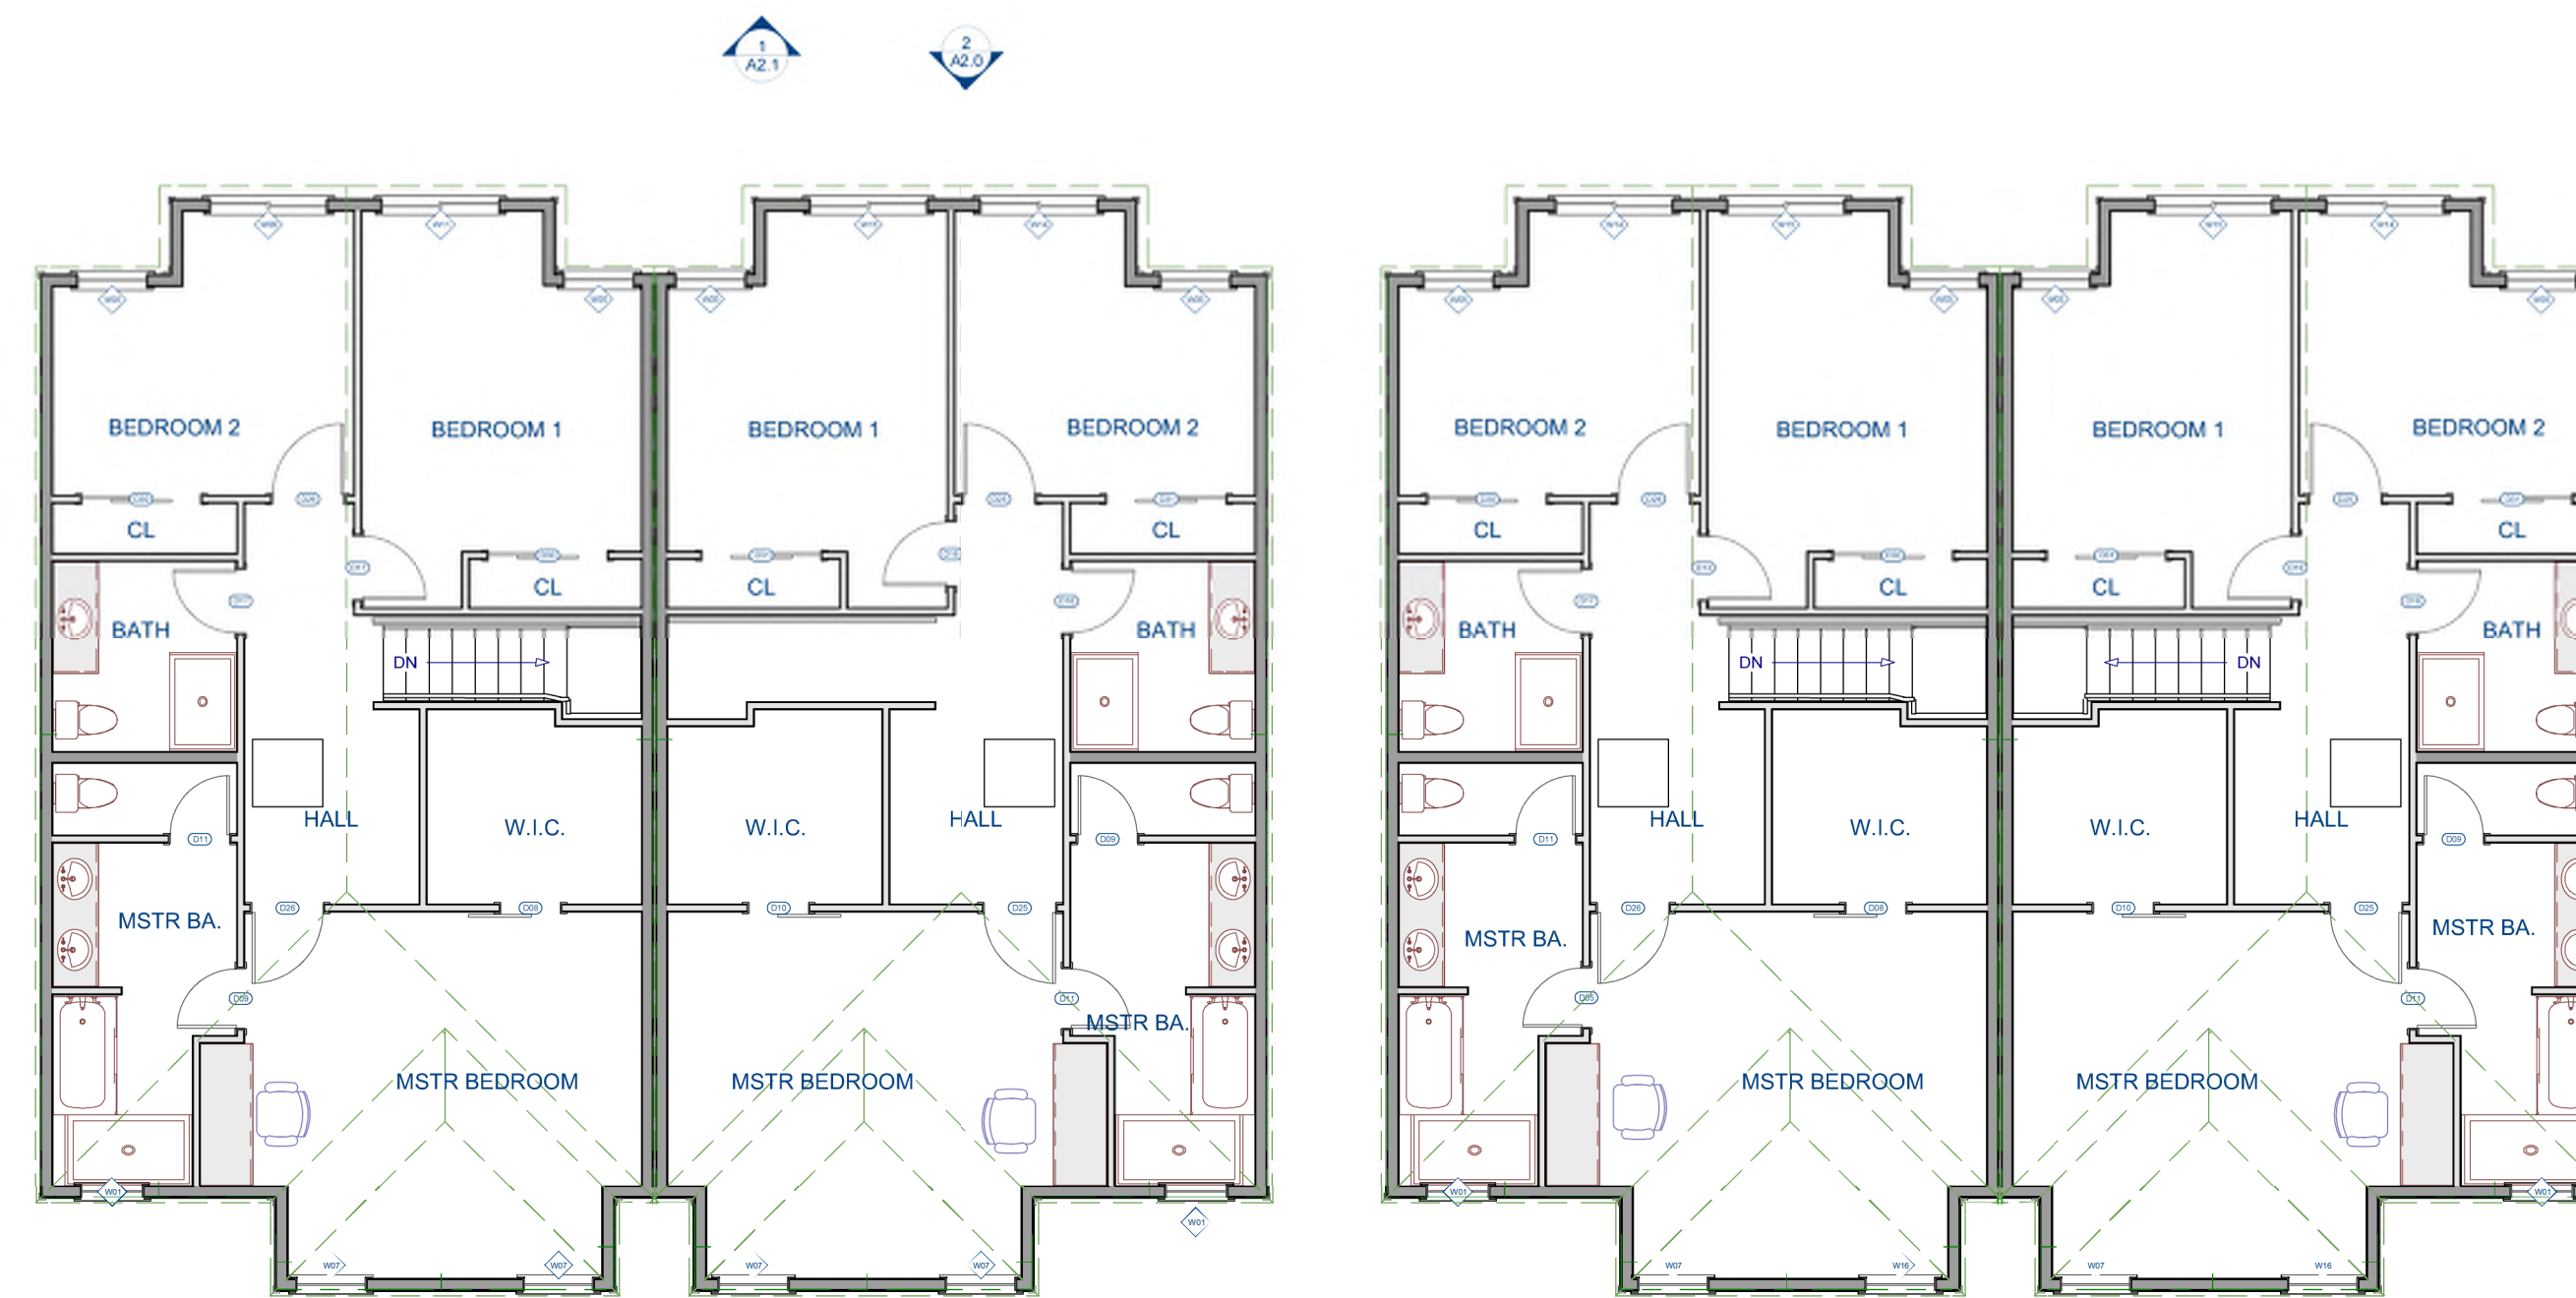 1
A2.1
2
A2.0
BEDROOM 2
BEDROOM 1
BEDROOM 1
BEDROOM 2
BEDROOM 2
BEDROOM 1
BEDROOM 1
BEDROOM 2
CL
CL
CL
CL
CL
CL
CL
CL
BATH
BATH
BATH
BATH
DN
DN
DN
HALL
W.I.C.
W.I.C.
HALL
HALL
W.I.C.
W.I.C.
HALL
D11
D09
D11
D09
D26
D08
D10
D25
D26
D08
D10
D25
MSTR BA.
MSTR BA.
MSTR BA.
MSTR BA.
D09
D11
D11
MSTR BEDROOM
MSTR BEDROOM
MSTR BEDROOM
MSTR BEDROOM
W01
W01
W01
W01
W07
W07
W07
W07
W07
W16
W07
W16